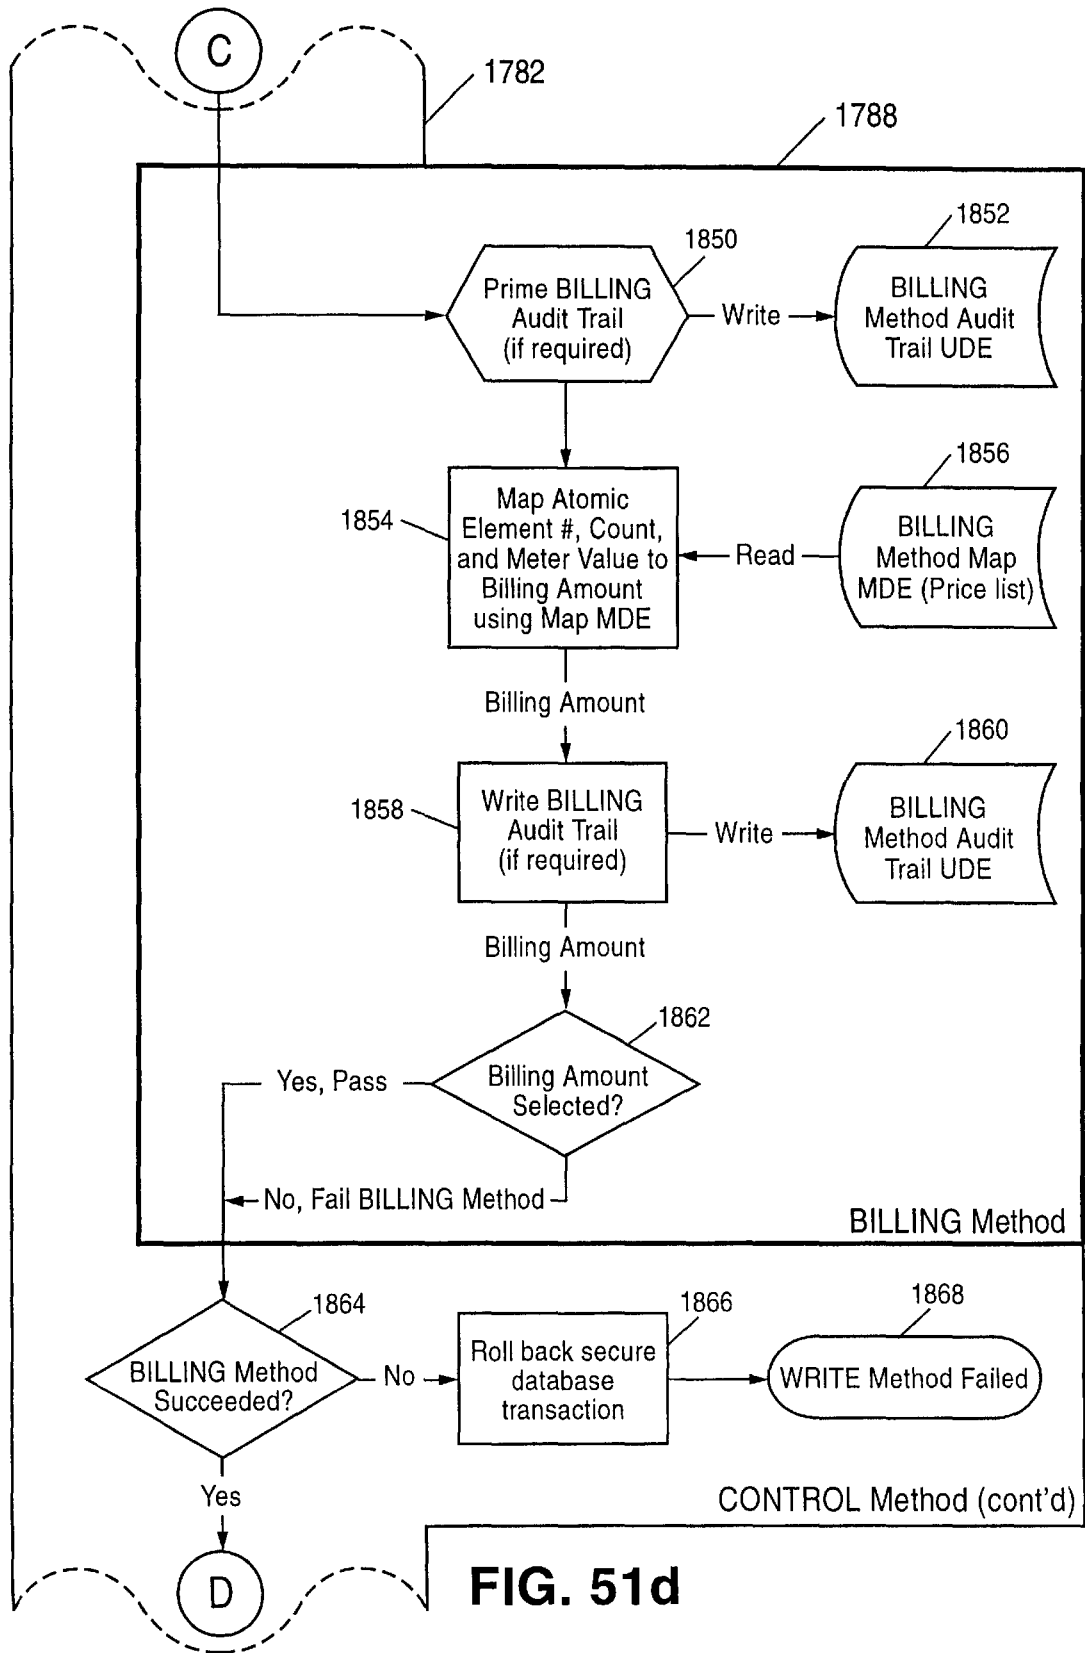 C
1782
1788
1850
1852
Prime BILLING
Audit Trail
(if required)
Write
BILLING
Method Audit
Trail UDE
1854
Map Atomic
Element #, Count,
and Meter Value to
Billing Amount
using Map MDE
Read
1856
BILLING
Method Map
MDE (Price list)
Billing Amount
1858
Write BILLING
Audit Trail
(if required)
Write
1860
BILLING
Method Audit
Trail UDE
Billing Amount
1862
Billing Amount
Selected?
Yes, Pass
No, Fail BILLING Method
BILLING Method
1864
BILLING Method
Succeeded?
No
1866
Roll back secure
database
transaction
1868
WRITE Method Failed
Yes
CONTROL Method (cont'd)
D
FIG. 51d